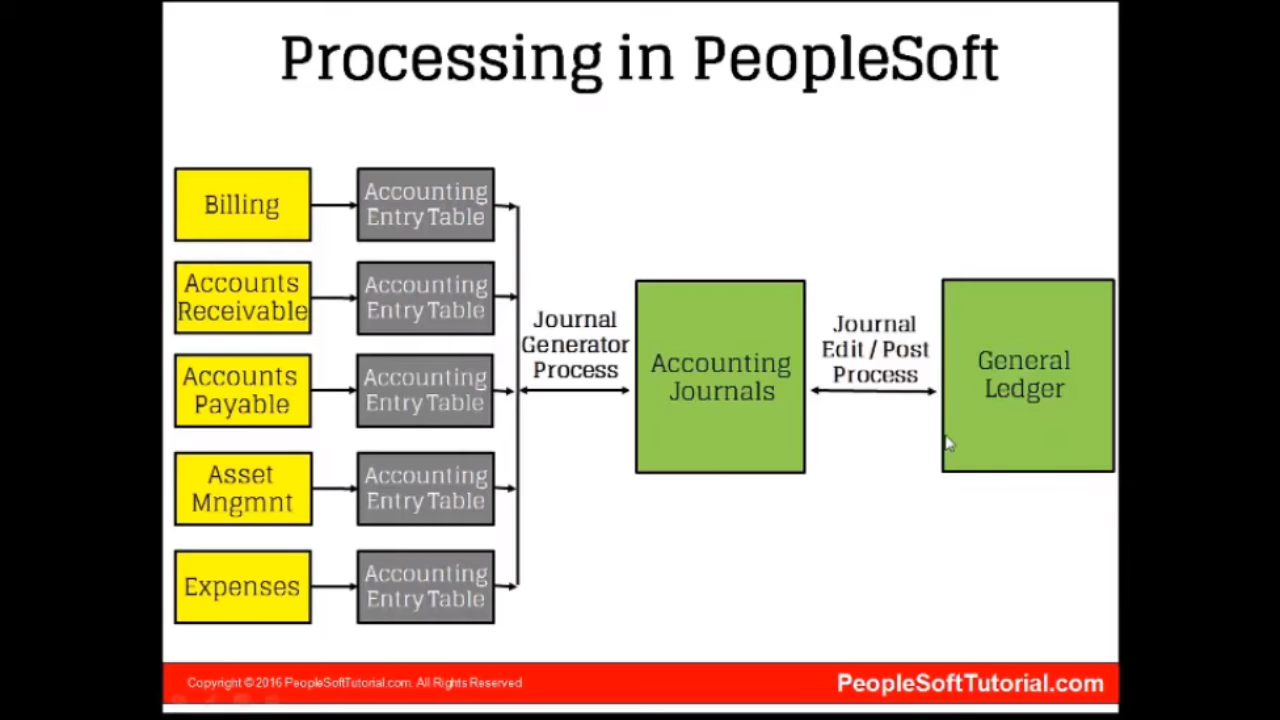 Processing in PeopleSoft
Billing
Accounting
Entry Table
Accounts
Receivable
Accounting
Entry Table
Accounts
Payable
Accounting
Entry Table
Asset
Mngmnt
Accounting
Entry Table
Expenses
Accounting
Entry Table
Journal
Generator
Process
Accounting
Journals
Journal
Edit / Post
Process
General
Ledger
Copyright © 2016 PeopleSoftTutorial.com. All Rights Reserved
PeopleSoftTutorial.com